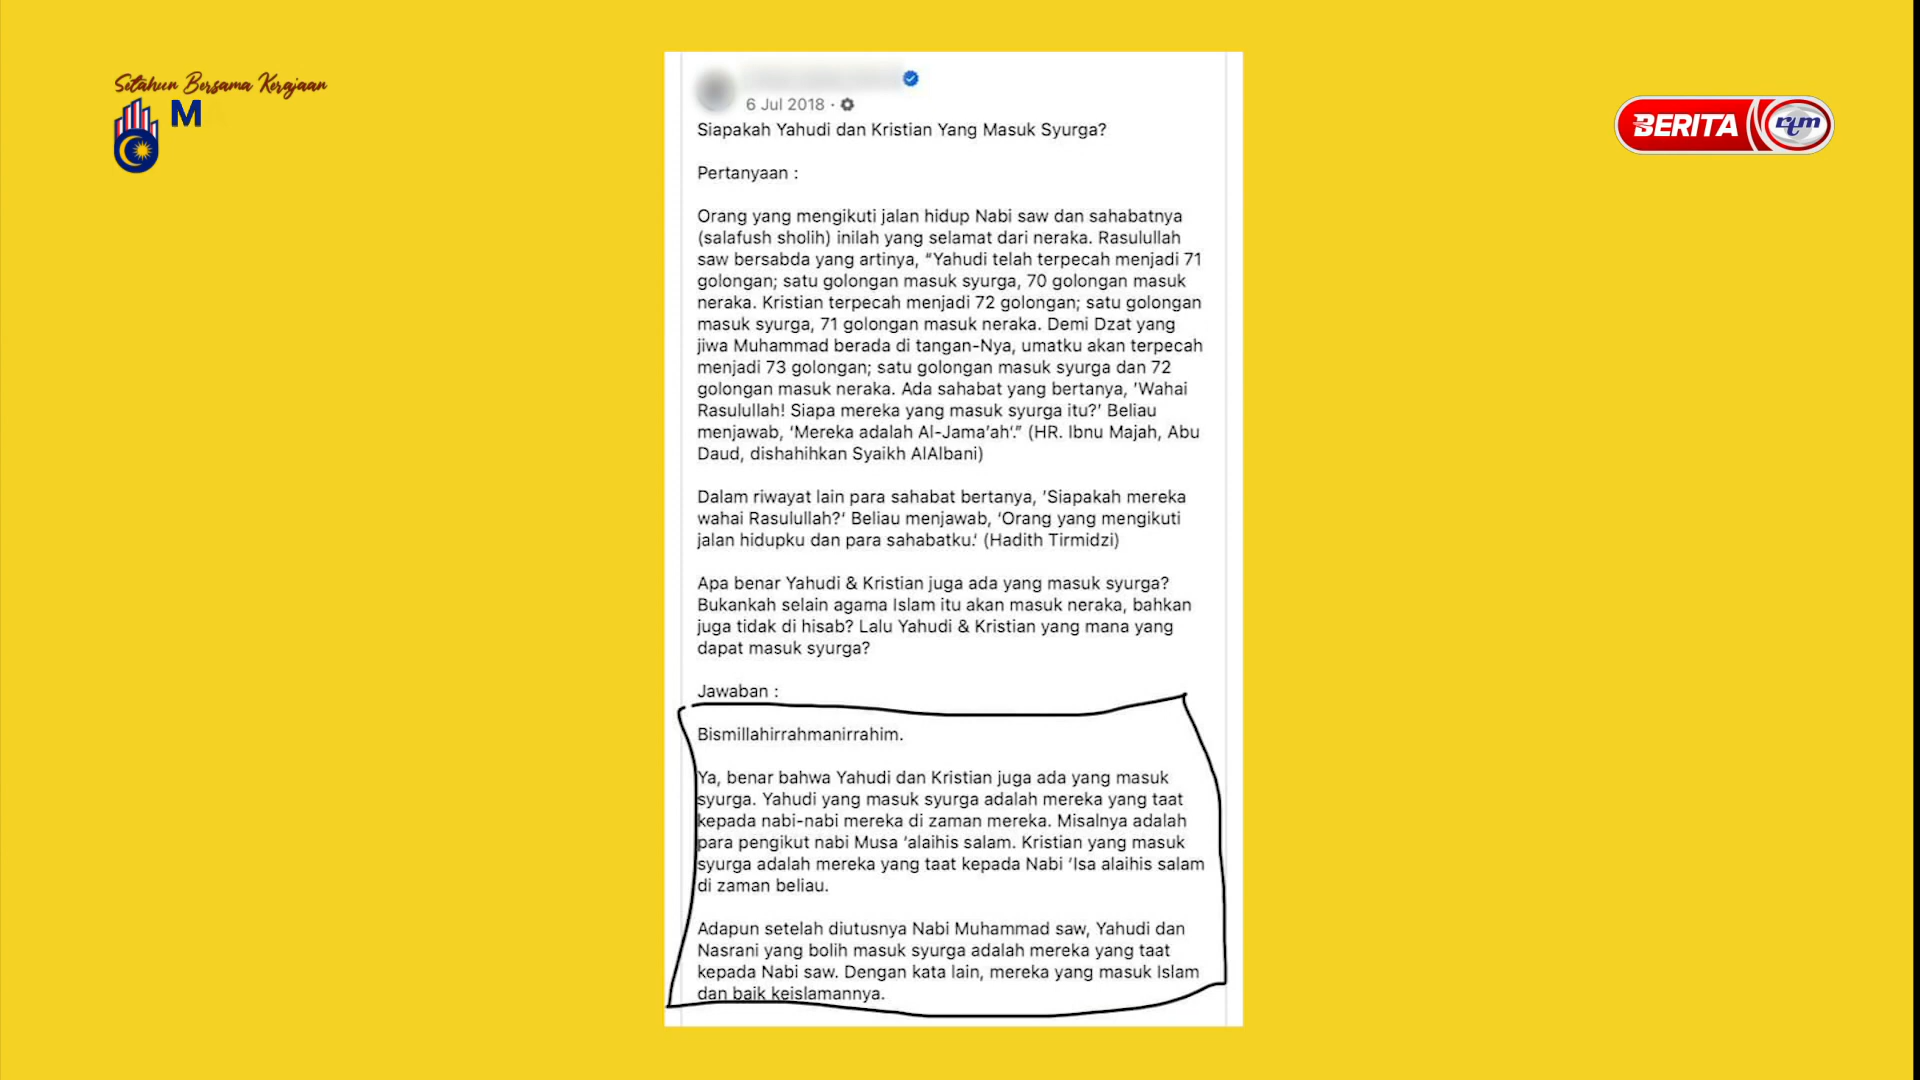 Setahun Bersama Kerajaan
M
BERITA rtm
6 Jul 2018 ·
Siapakah Yahudi dan Kristian Yang Masuk Syurga?
Pertanyaan :
Orang yang mengikuti jalan hidup Nabi saw dan sahabatnya
(salafush sholih) inilah yang selamat dari neraka. Rasulullah
saw bersabda yang artinya, “Yahudi telah terpecah menjadi 71
golongan; satu golongan masuk syurga, 70 golongan masuk
neraka. Kristian terpecah menjadi 72 golongan; satu golongan
masuk syurga, 71 golongan masuk neraka. Demi Dzat yang
jiwa Muhammad berada di tangan-Nya, umatku akan terpecah
menjadi 73 golongan; satu golongan masuk syurga dan 72
golongan masuk neraka. Ada sahabat yang bertanya, ’Wahai
Rasulullah! Siapa mereka yang masuk syurga itu?’ Beliau
menjawab, ‘Mereka adalah Al-Jama’ah‘.” (HR. Ibnu Majah, Abu
Daud, dishahihkan Syaikh AlAlbani)
Dalam riwayat lain para sahabat bertanya, ’Siapakah mereka
wahai Rasulullah?‘ Beliau menjawab, ‘Orang yang mengikuti
jalan hidupku dan para sahabatku.‘ (Hadith Tirmidzi)
Apa benar Yahudi & Kristian juga ada yang masuk syurga?
Bukankah selain agama Islam itu akan masuk neraka, bahkan
juga tidak di hisab? Lalu Yahudi & Kristian yang mana yang
dapat masuk syurga?
Jawaban :
Bismillahirrahmanirrahim.
Ya, benar bahwa Yahudi dan Kristian juga ada yang masuk
syurga. Yahudi yang masuk syurga adalah mereka yang taat
kepada nabi-nabi mereka di zaman mereka. Misalnya adalah
para pengikut nabi Musa ‘alaihis salam. Kristian yang masuk
syurga adalah mereka yang taat kepada Nabi ‘Isa alaihis salam
di zaman beliau.
Adapun setelah diutusnya Nabi Muhammad saw, Yahudi dan
Nasrani yang bolih masuk syurga adalah mereka yang taat
kepada Nabi saw. Dengan kata lain, mereka yang masuk Islam
dan baik keislamannya.